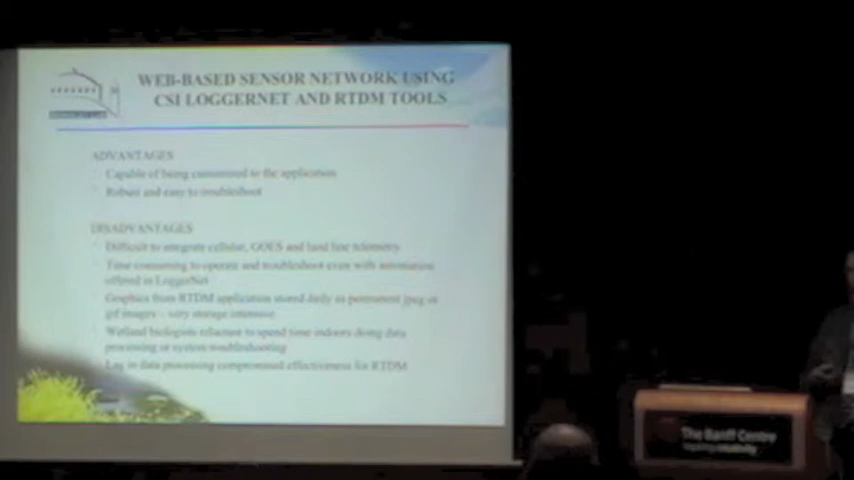 WEB-BASED SENSOR NETWORK USING
CSI LOGGERNET AND RTDM TOOLS
ADVANTAGES
Capable of being customized to the application
Robust and easy to troubleshoot
DISADVANTAGES
Difficult to integrate cellular, GOES and land line telemetry
Time consuming to operate and troubleshoot even with automation
offered in LoggerNet
Graphics from RTDM application stored daily as permanent jpeg or
gif images – very storage intensive
Wetland biologists reluctant to spend time indoors doing data
processing or system troubleshooting
Lag in data processing compromised effectiveness for RTDM
The Banff Centre
inspiring creativity